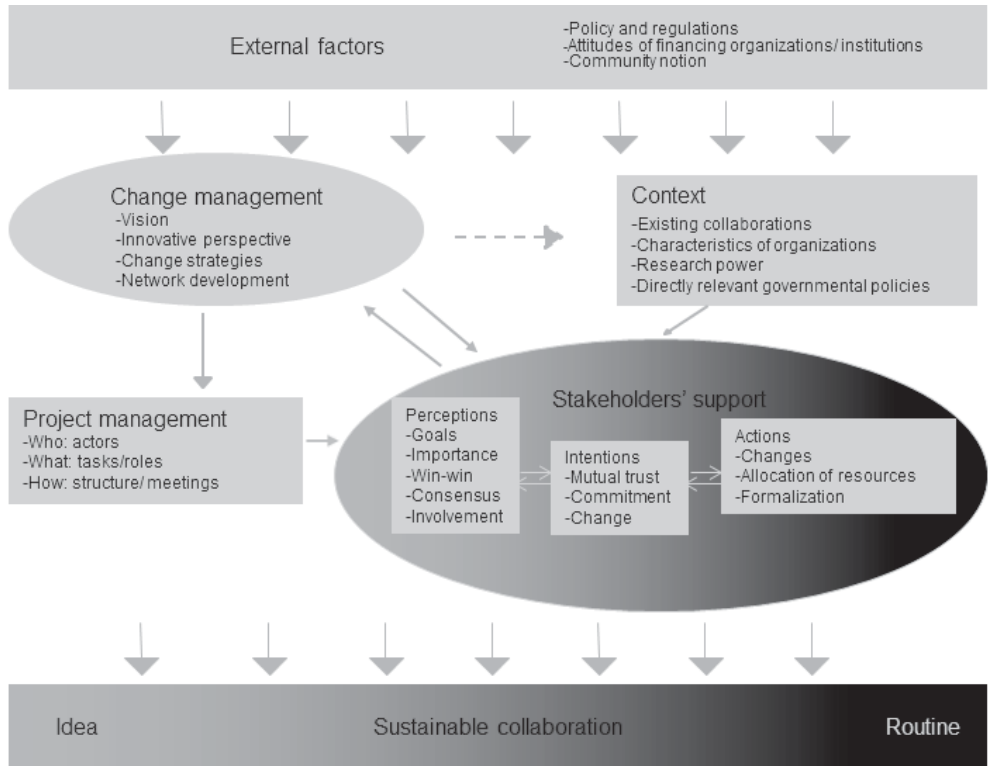 External factors
-Policy and regulations
-Attitudes of financing organizations/ institutions
-Community notion
Change management
-Vision
-Innovative perspective
-Change strategies
-Network development
Context
-Existing collaborations
-Characteristics of organizations
-Research power
-Directly relevant governmental policies
Project management
-Who: actors
-What: tasks/roles
-How: structure/ meetings
Stakeholders' support
Perceptions
-Goals
-Importance
-Win-win
-Consensus
-Involvement
Intentions
-Mutual trust
-Commitment
-Change
Actions
-Changes
-Allocation of resources
-Formalization
Idea
Sustainable collaboration
Routine